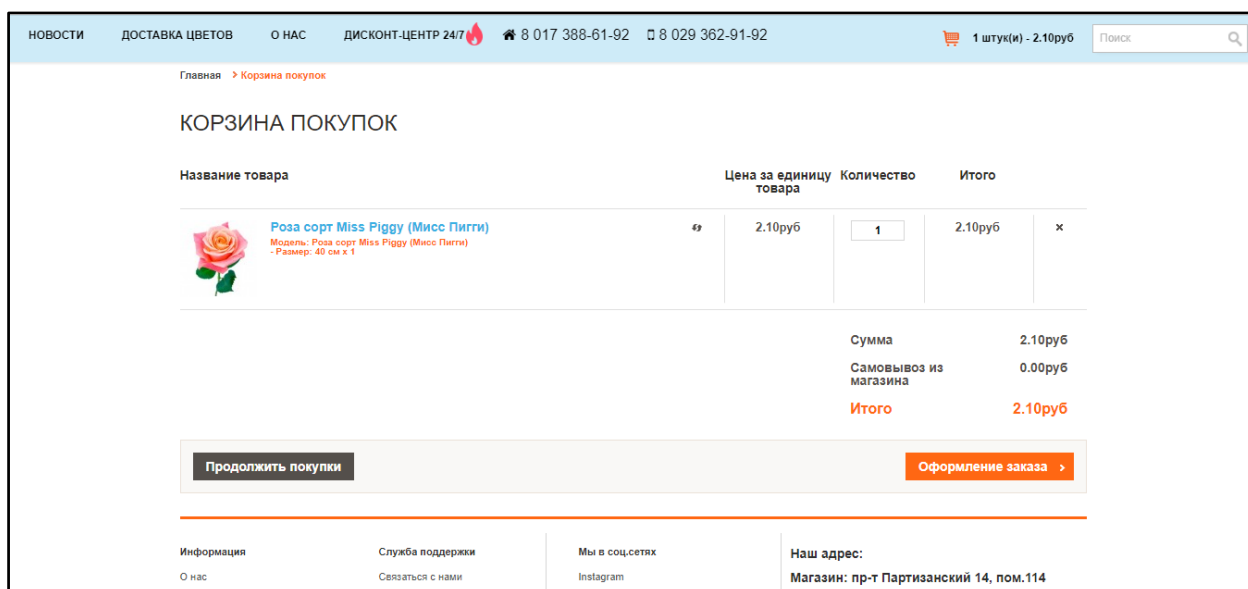 НОВОСТИ ДОСТАВКА ЦВЕТОВ О НАС ДИСКОНТ-ЦЕНТР 24/7 8 017 388-61-92 8 029 362-91-92 1 штук(и) - 2.10руб Поиск
Главная > Корзина покупок
КОРЗИНА ПОКУПОК
Название товара Цена за единицу товара Количество Итого
Роза сорт Miss Piggy (Мисс Пигги) 2.10руб 1 2.10руб ×
Модель: Роза сорт Miss Piggy (Мисс Пигги)
- Размер: 40 см x 1
Сумма 2.10руб
Самовывоз из магазина 0.00руб
Итого 2.10руб
Продолжить покупки Оформление заказа >
Информация Служба поддержки Мы в соц.сетях Наш адрес:
О нас Связаться с нами Instagram Магазин: пр-т Партизанский 14, пом.114